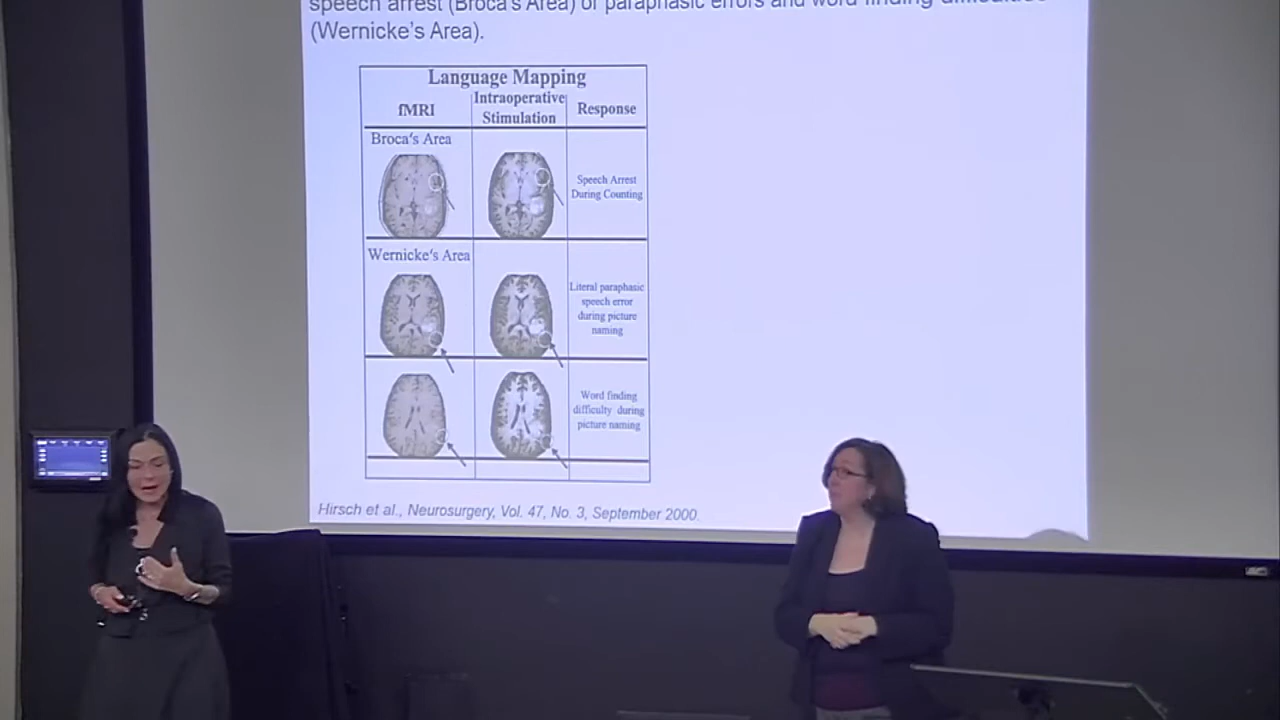 speech arrest (Broca's Area) or paraphasic errors and word finding difficulties
(Wernicke's Area).
Language Mapping
fMRI
Intraoperative
Stimulation
Response
Broca's Area
Speech Arrest
During Counting
Wernicke's Area
Literal paraphasic
speech error
during picture
naming
Word finding
difficulty during
picture naming
Hirsch et al., Neurosurgery, Vol. 47, No. 3, September 2000.